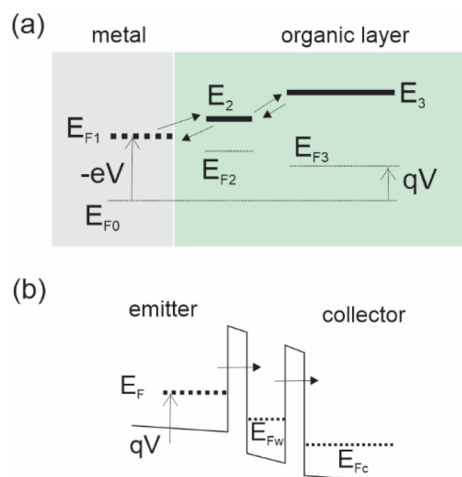 (a)
metal organic layer
E2 E3
EF1
EF2 EF3
-eV qV
EF0
(b)
emitter collector
EF
EFw
qV EFc